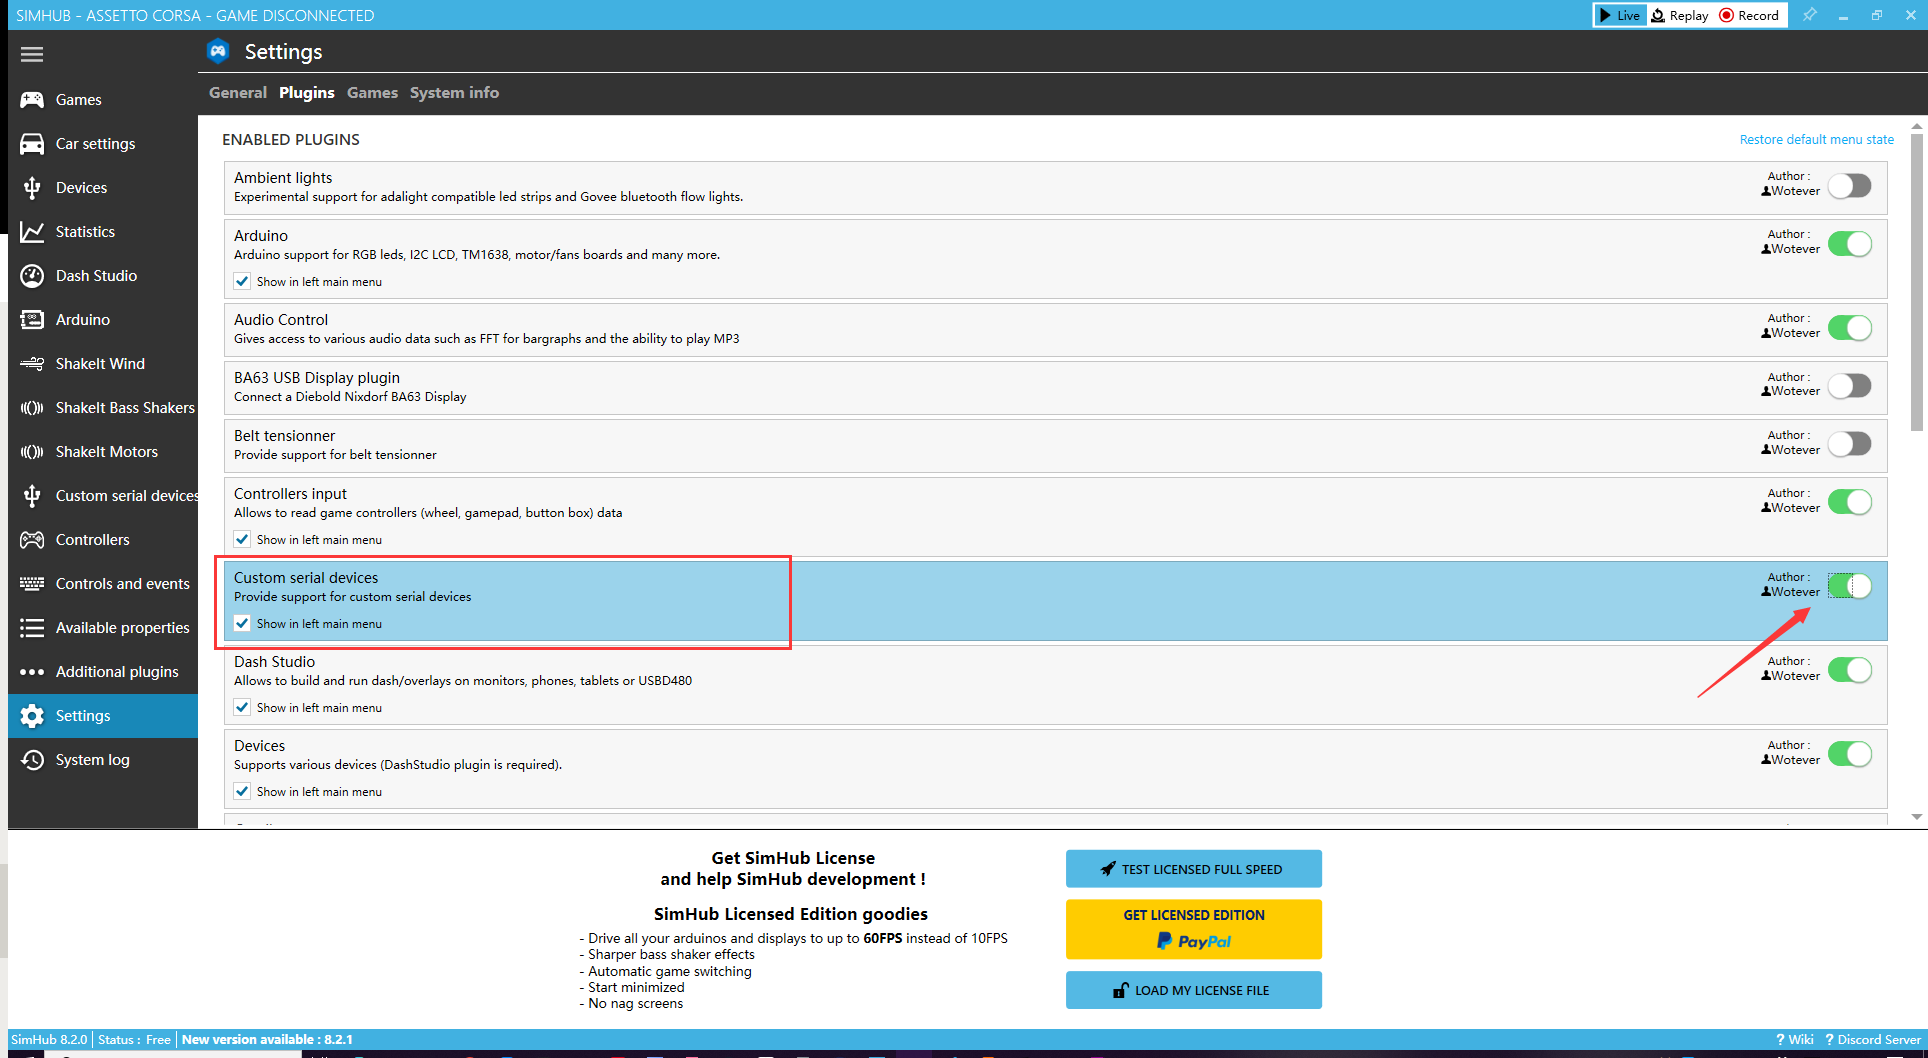 SIMHUB - ASSETTO CORSA - GAME DISCONNECTED
Live
Replay
Record
Settings
General Plugins Games System info
Games
Car settings
Devices
Statistics
Dash Studio
Arduino
ShakeIt Wind
ShakeIt Bass Shakers
ShakeIt Motors
Custom serial devices
Controllers
Controls and events
Available properties
Additional plugins
Settings
System log
ENABLED PLUGINS
Restore default menu state
Ambient lights
Experimental support for adalight compatible led strips and Govee bluetooth flow lights.
Author :
Wotever
Arduino
Arduino support for RGB leds, I2C LCD, TM1638, motor/fans boards and many more.
Show in left main menu
Author :
Wotever
Audio Control
Gives access to various audio data such as FFT for bargraphs and the ability to play MP3
Author :
Wotever
BA63 USB Display plugin
Connect a Diebold Nixdorf BA63 Display
Author :
Wotever
Belt tensionner
Provide support for belt tensionner
Author :
Wotever
Controllers input
Allows to read game controllers (wheel, gamepad, button box) data
Show in left main menu
Author :
Wotever
Custom serial devices
Provide support for custom serial devices
Show in left main menu
Author :
Wotever
Dash Studio
Allows to build and run dash/overlays on monitors, phones, tablets or USBD480
Show in left main menu
Author :
Wotever
Devices
Supports various devices (DashStudio plugin is required).
Show in left main menu
Author :
Wotever
Get SimHub License
and help SimHub development !
SimHub Licensed Edition goodies
- Drive all your arduinos and displays to up to 60FPS instead of 10FPS
- Sharper bass shaker effects
- Automatic game switching
- Start minimized
- No nag screens
TEST LICENSED FULL SPEED
GET LICENSED EDITION
PayPal
LOAD MY LICENSE FILE
SimHub 8.2.0 Status : Free New version available : 8.2.1
? Wiki ? Discord Server